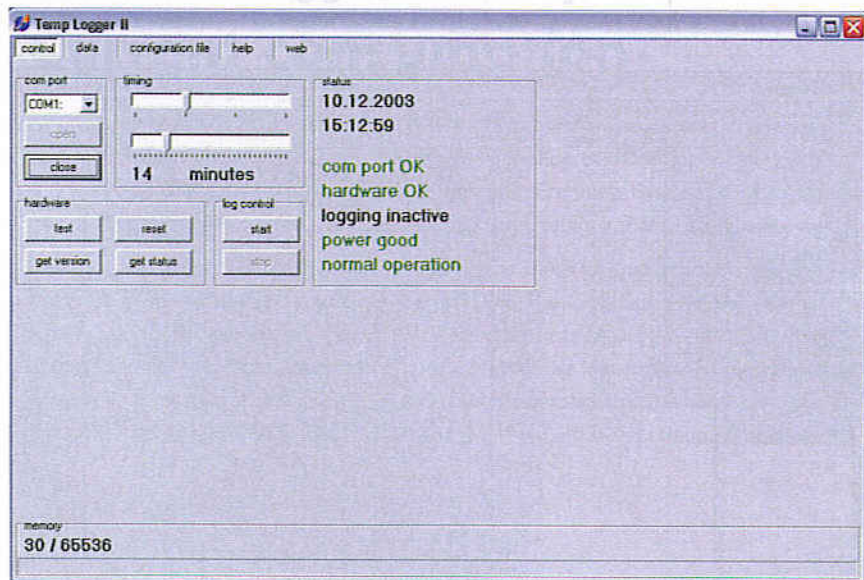 Temp Logger II
control data configuration file help web
com port
COM1:
open
close
timing
14 minutes
status
10.12.2003
15:12:59
com port OK
hardware OK
logging inactive
power good
normal operation
hardware
test reset
get version get status
log control
start
stop
memory
30 / 65536